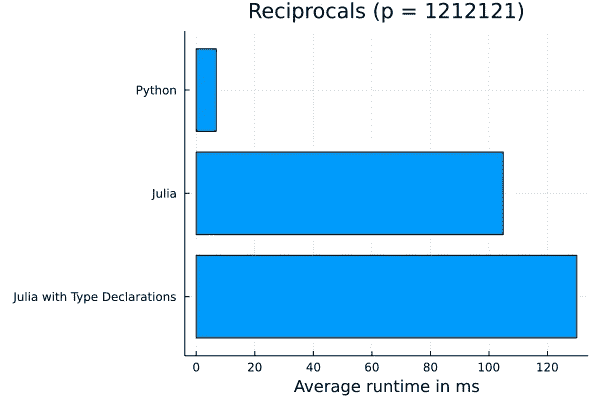 Reciprocals (p = 1212121)
Python
Julia
Julia with Type Declarations
0 20 40 60 80 100 120
Average runtime in ms